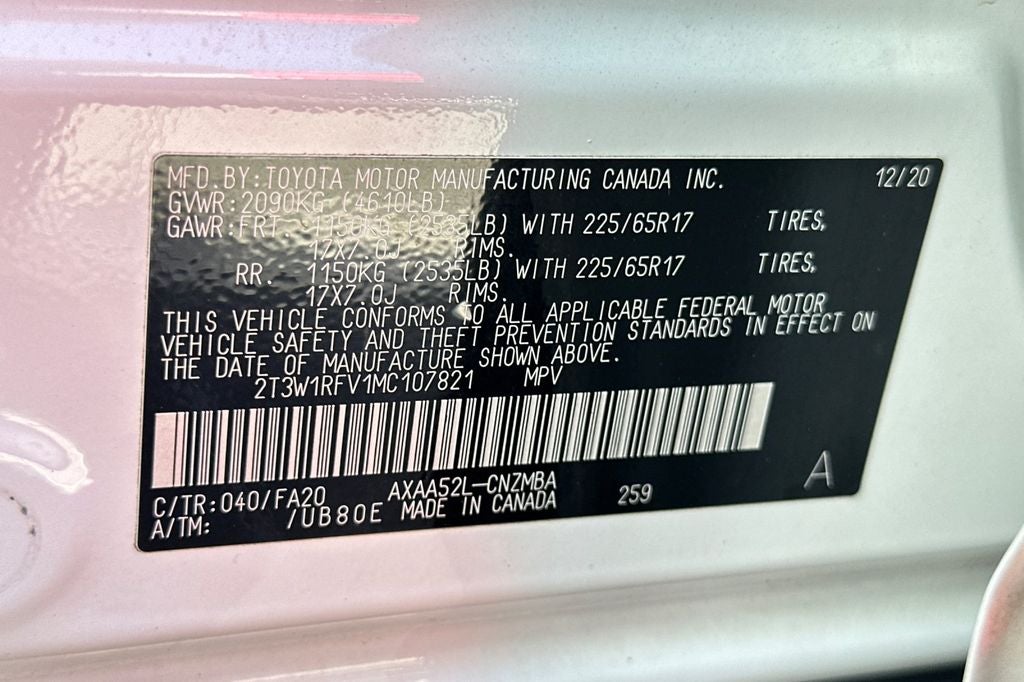 MFD.BY:TOYOTA MOTOR MANUFACTURING CANADA INC. 12/20
GVWR:2090KG (4610LB)
GAWR:FRT. 1150KG (2535LB) WITH 225/65R17 TIRES,
17X7.0J RIMS.
RR. 1150KG (2535LB) WITH 225/65R17 TIRES,
17X7.0J RIMS.
THIS VEHICLE CONFORMS TO ALL APPLICABLE FEDERAL MOTOR
VEHICLE SAFETY AND THEFT PREVENTION STANDARDS IN EFFECT ON
THE DATE OF MANUFACTURE SHOWN ABOVE.
2T3W1RFV1MC107821 MPV
C/TR:040/FA20 AXAA52L-CNZMBA 259 A
A/TM: /UB80E MADE IN CANADA